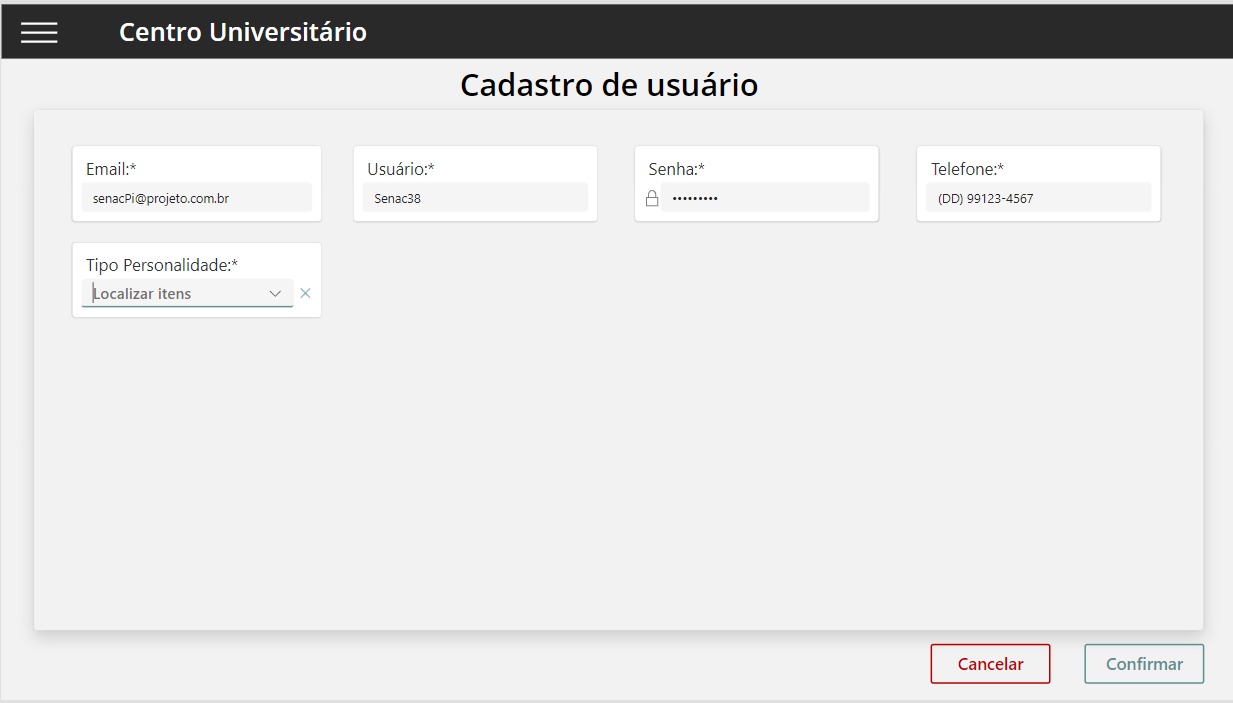 Centro Universitário
Cadastro de usuário
Email:*
senacPi@projeto.com.br
Usuário:*
Senac38
Senha:*
•••••••••
Telefone:*
(DD) 99123-4567
Tipo Personalidade:*
Localizar itens
Cancelar
Confirmar